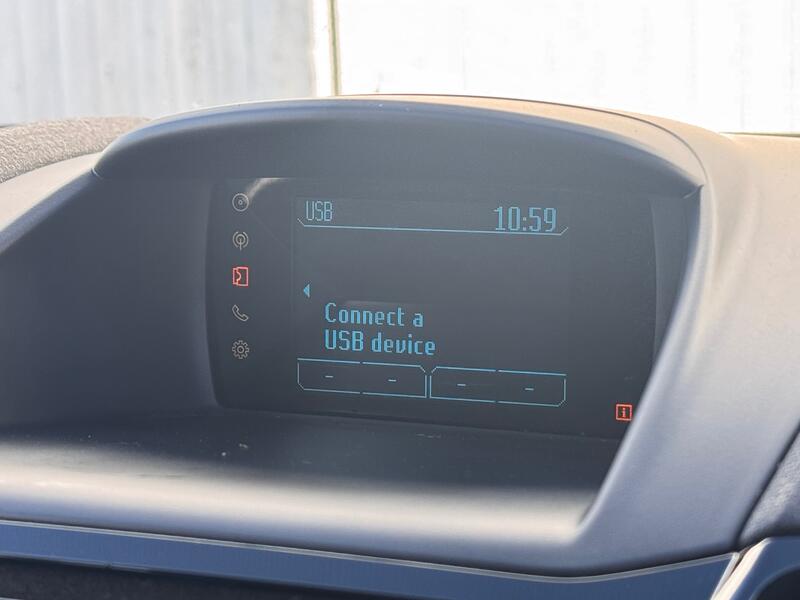 USB 10:59
Connect a
USB device
- - - -